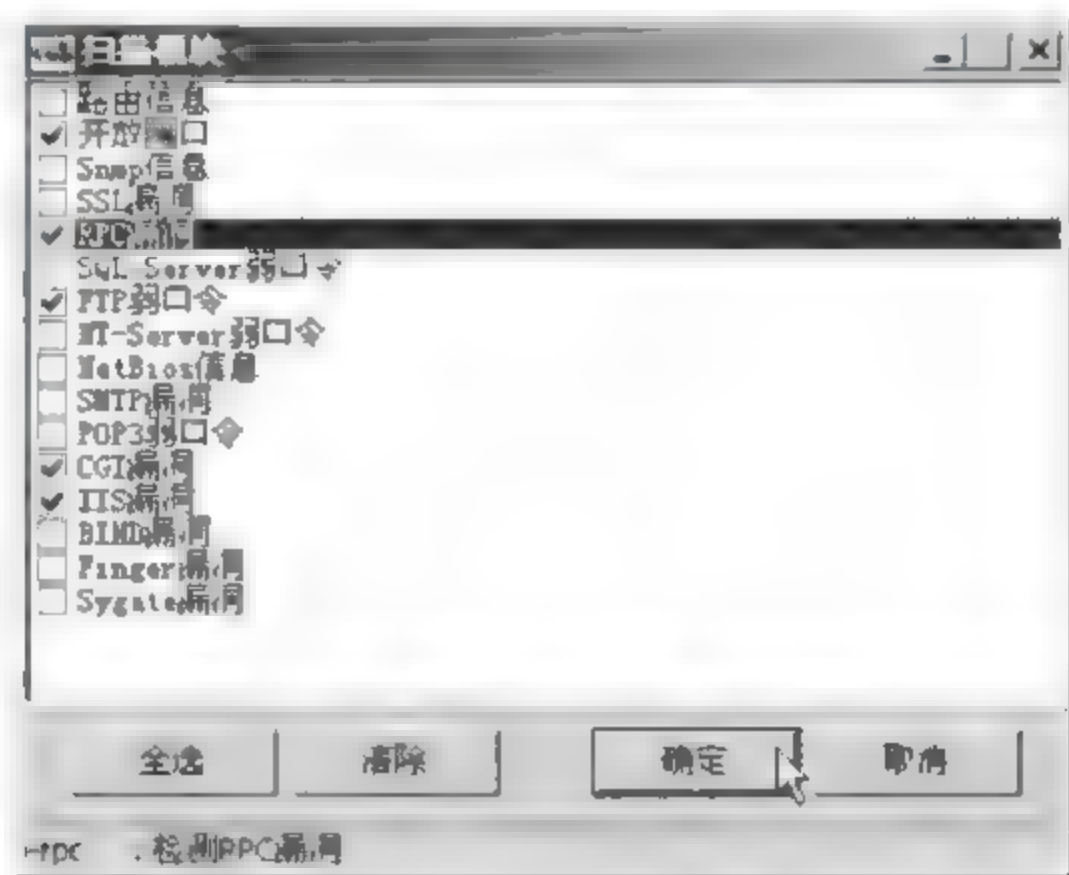 扫描模块
路由信息
开放端口
Snmp信息
SSL漏洞
RPC漏洞
SQL Server弱口令
FTP弱口令
NT-Server弱口令
NetBios信息
SMTP漏洞
POP3弱口令
CGI漏洞
IIS漏洞
BIND漏洞
Finger漏洞
Sygate漏洞
全选 清除 确定 取消
-rpc : 检测RPC漏洞